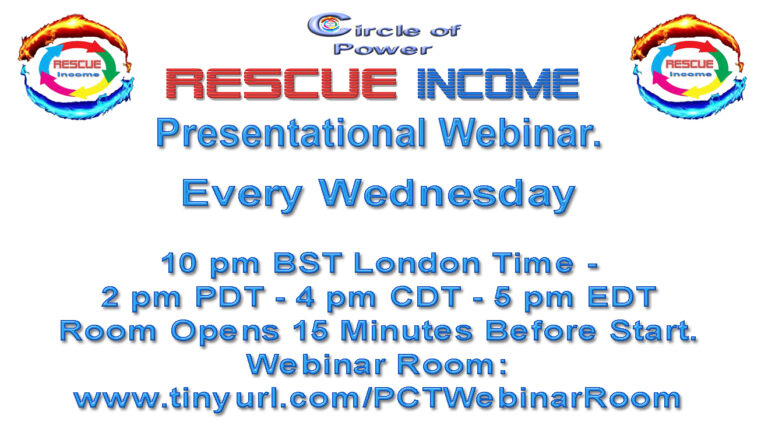 Circle of
Power
RESCUE
Income
RESCUE INCOME
RESCUE
Income
Presentational Webinar.
Every Wednesday
10 pm BST London Time -
2 pm PDT - 4 pm CDT - 5 pm EDT
Room Opens 15 Minutes Before Start.
Webinar Room:
www.tinyurl.com/PCTWebinarRoom